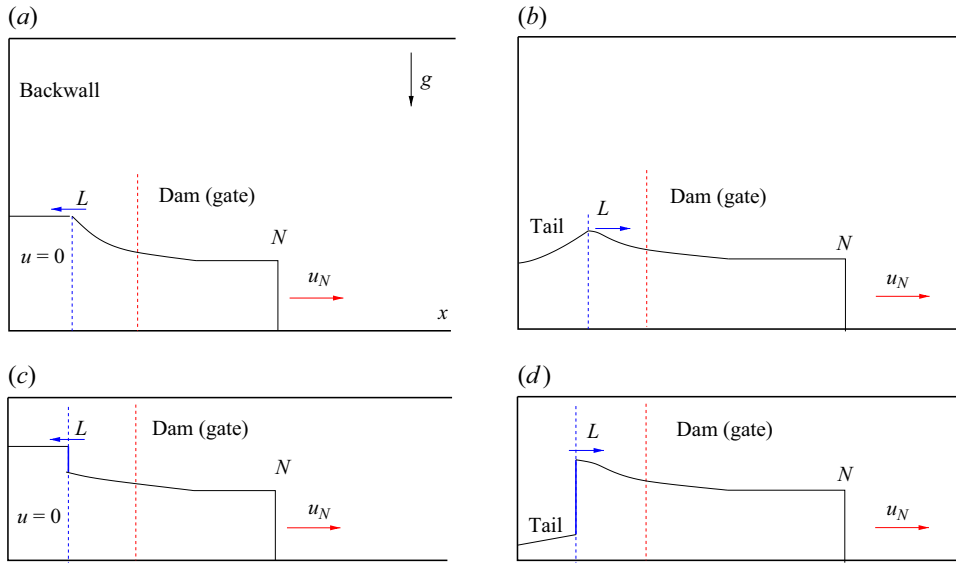 (a)
Backwall
g
L
Dam (gate)
N
u = 0
u_N
x
(b)
Tail
L
Dam (gate)
N
u_N
(c)
L
Dam (gate)
N
u = 0
u_N
(d)
L
Dam (gate)
N
Tail
u_N